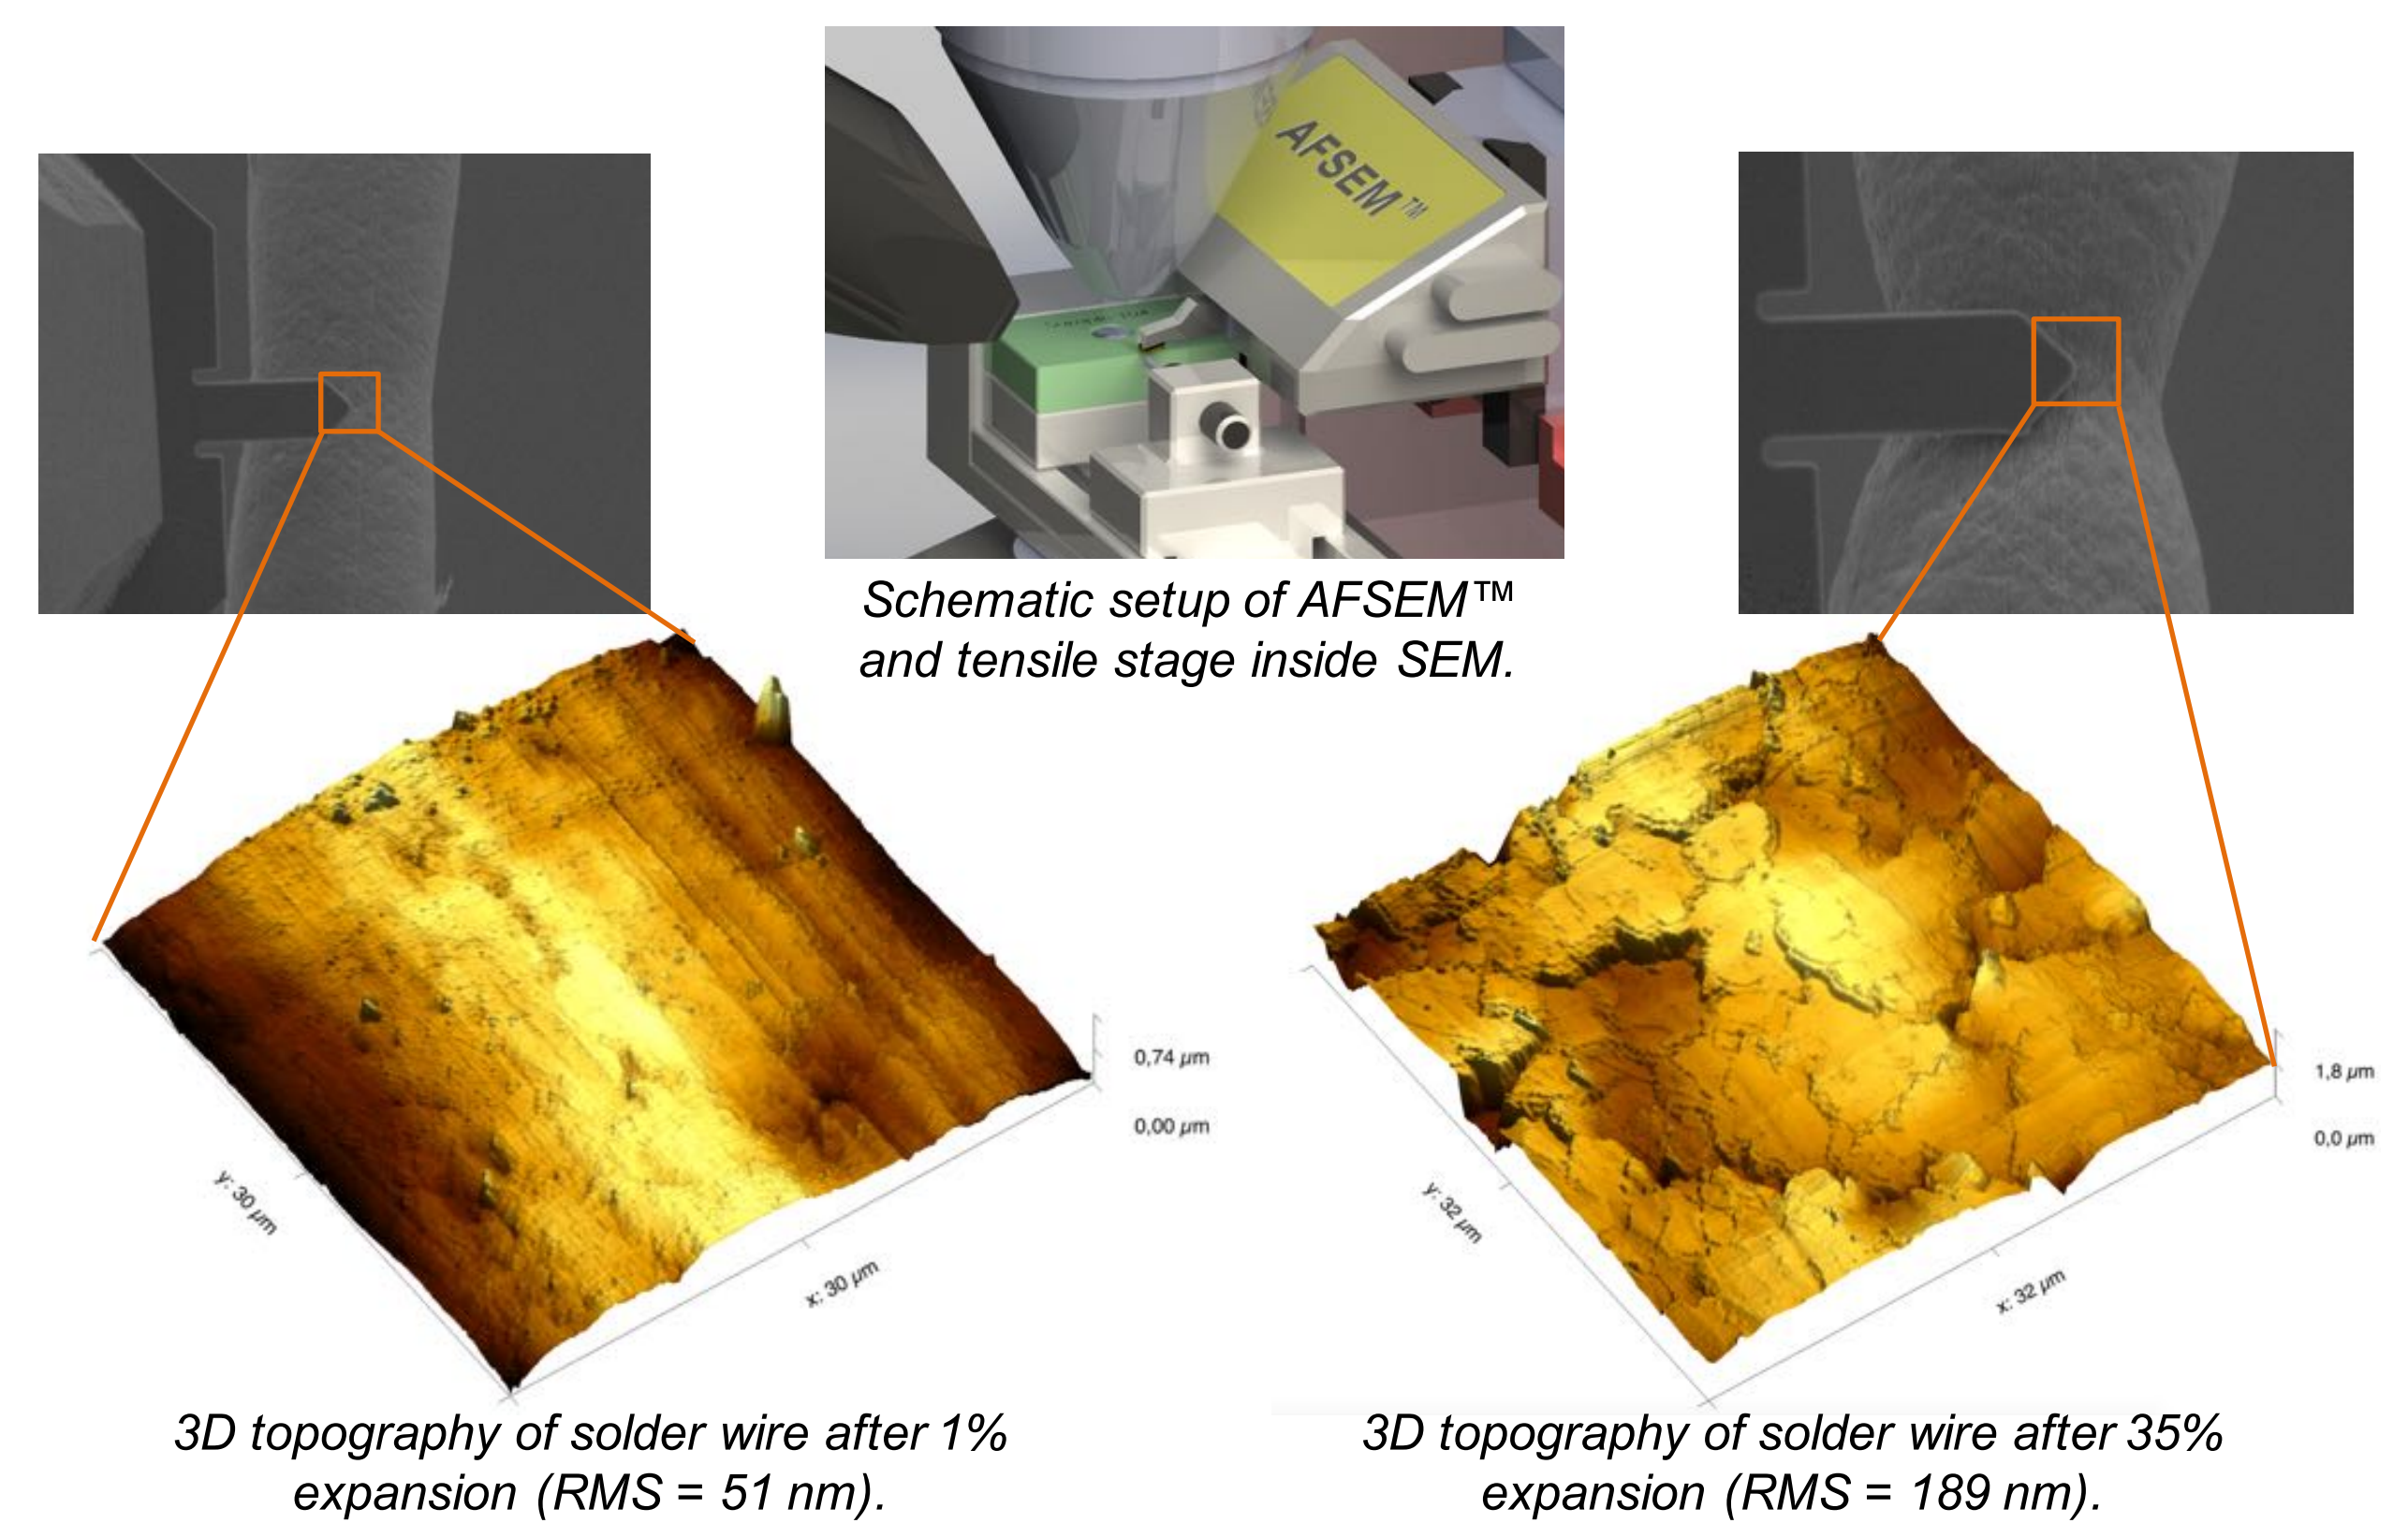 AFSEM™
Schematic setup of AFSEM™
and tensile stage inside SEM.
0,74 µm
0,00 µm
y: 30 µm
x: 30 µm
1,8 µm
0,0 µm
y: 32 µm
x: 32 µm
3D topography of solder wire after 1%
expansion (RMS = 51 nm).
3D topography of solder wire after 35%
expansion (RMS = 189 nm).